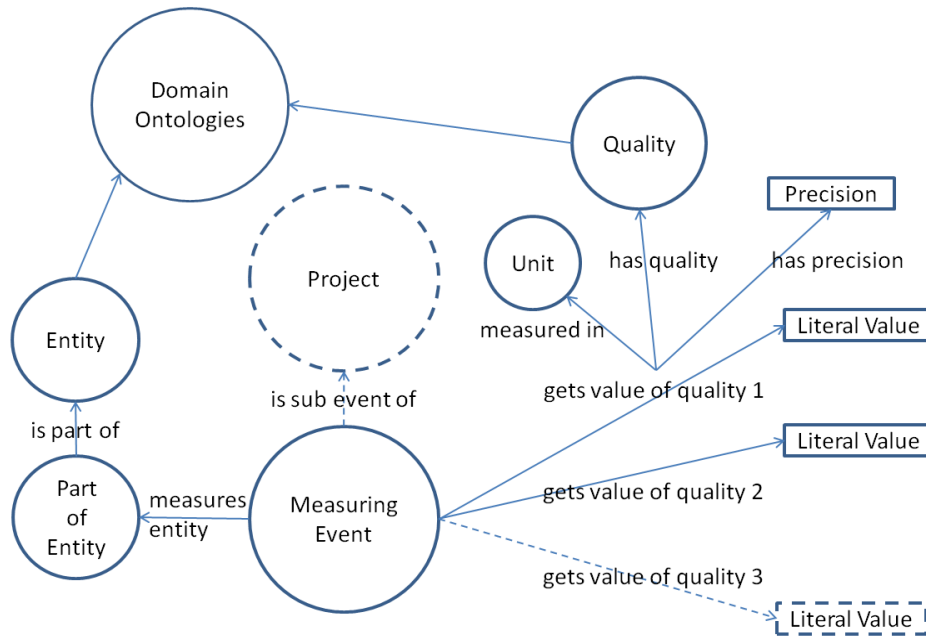 Domain
Ontologies
Quality
Precision
Unit
has quality
has precision
Project
Literal Value
measured in
Entity
gets value of quality 1
is sub event of
is part of
Literal Value
Part
of
Entity
measures
entity
Measuring
Event
gets value of quality 2
gets value of quality 3
Literal Value